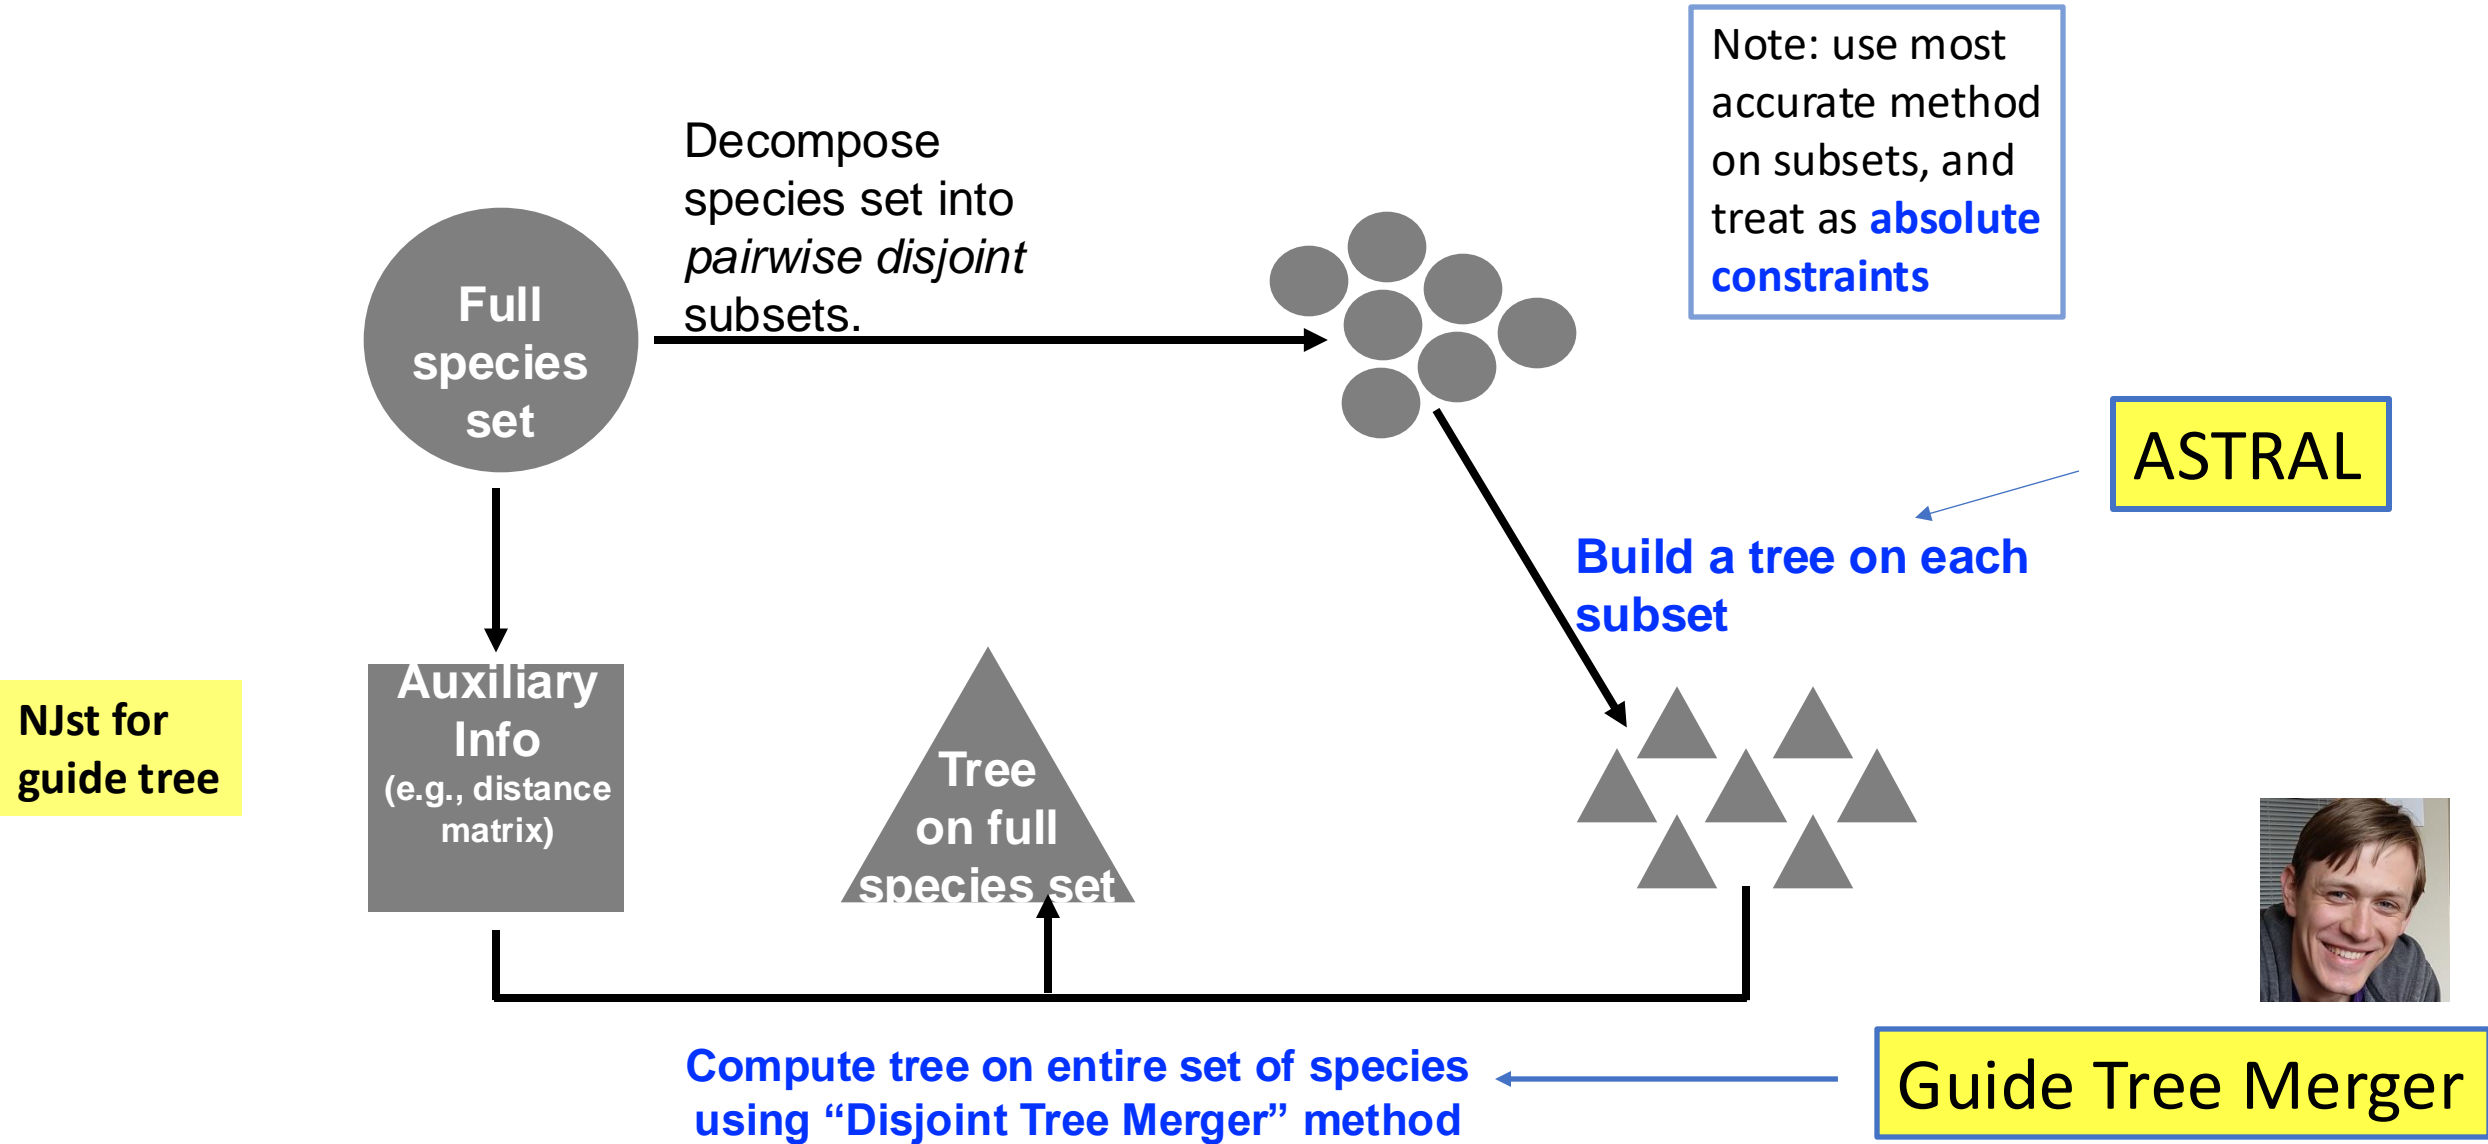 Note: use most
accurate method
on subsets, and
treat as absolute
constraints
Decompose
species set into
pairwise disjoint
subsets.
Full
species
set
ASTRAL
Build a tree on each
subset
Auxiliary
Info
(e.g., distance
matrix)
NJst for
guide tree
Tree
on full
species set
Compute tree on entire set of species
using “Disjoint Tree Merger” method
Guide Tree Merger